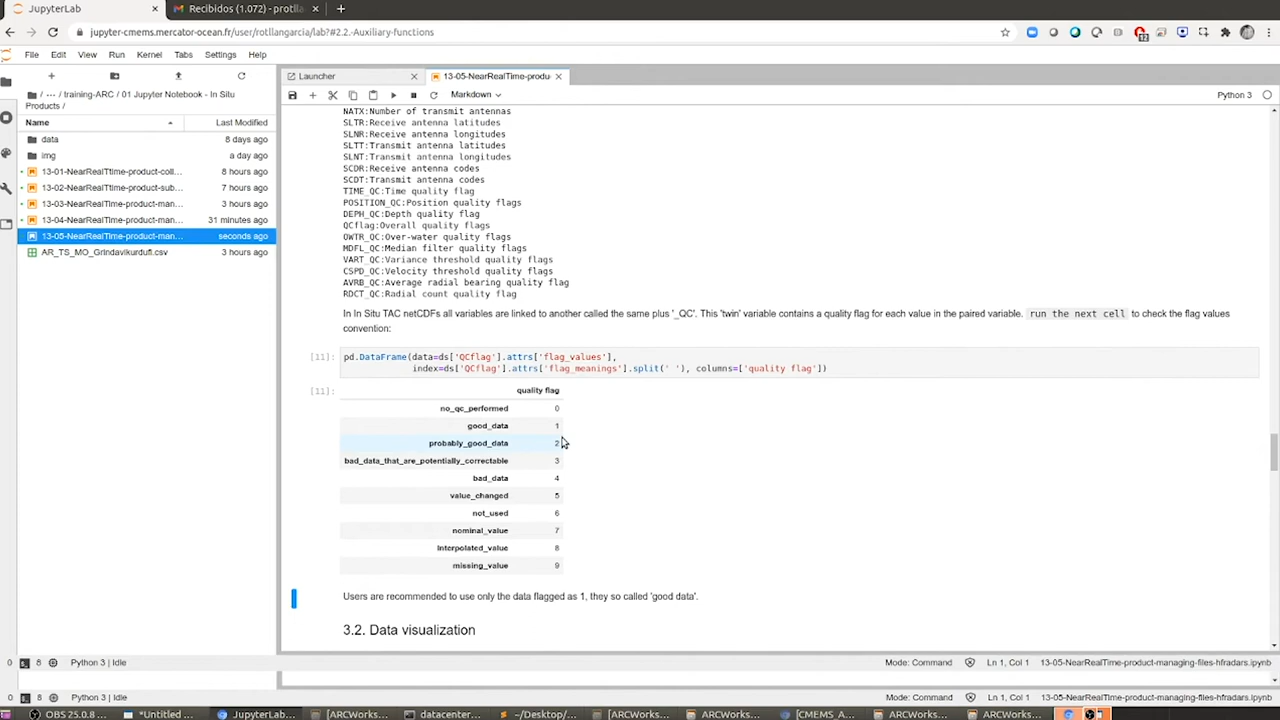 JupyterLab
Recibidos (1.072) - protlla
jupyter-cmems.mercator-ocean.fr/user/rotllangarcia/lab?#2.2.-Auxiliary-functions
12
File Edit View Run Kernel Tabs Settings Help
Launcher
13-05-NearRealTime-produ
/ ··· / training-ARC / 01 Jupyter Notebook - In Situ
Products /
Markdown
Python 3
Name Last Modified
data 8 days ago
img a day ago
13-01-NearRealTtime-product-coll... 8 hours ago
13-02-NearRealTime-product-sub... 7 hours ago
13-03-NearRealTime-product-man... 3 hours ago
13-04-NearRealTime-product-man... 31 minutes ago
13-05-NearRealTime-product-man... seconds ago
AR_TS_MO_Grindavikurdufl.csv 3 hours ago
NATX:Number of transmit antennas
SLTR:Receive antenna latitudes
SLNR:Receive antenna longitudes
SLTT:Transmit antenna latitudes
SLNT:Transmit antenna longitudes
SCDR:Receive antenna codes
SCDT:Transmit antenna codes
TIME_QC:Time quality flag
POSITION_QC:Position quality flags
DEPH_QC:Depth quality flag
QCflag:Overall quality flags
OWTR_QC:Over-water quality flags
MDFL_QC:Median filter quality flags
VART_QC:Variance threshold quality flags
CSPD_QC:Velocity threshold quality flags
AVRB_QC:Average radial bearing quality flag
RDCT_QC:Radial count quality flag
In In Situ TAC netCDFs all variables are linked to another called the same plus '_QC'. This 'twin' variable contains a quality flag for each value in the paired variable. run the next cell to check the flag values
convention:
[11]: pd.DataFrame(data=ds['QCflag'].attrs['flag_values'],
index=ds['QCflag'].attrs['flag_meanings'].split(' '), columns=['quality flag'])
[11]: quality flag
no_qc_performed 0
good_data 1
probably_good_data 2
bad_data_that_are_potentially_correctable 3
bad_data 4
value_changed 5
not_used 6
nominal_value 7
interpolated_value 8
missing_value 9
Users are recommended to use only the data flagged as 1, they so called 'good data'.
3.2. Data visualization
0 8 Python 3 | Idle Mode: Command Ln 1, Col 1 13-05-NearRealTime-product-managing-files-hfradars.ipynb
0 8 Python 3 | Idle Mode: Command Ln 1, Col 1 13-05-NearRealTime-product-managing-files-hfradars.ipynb
OBS 25.0.8 *Untitled JupyterLab [ARCWorks datacenter ~/Desktop/ [ARCWorks ARCWorks [CMEMS_A ARCWorks ARCWorks